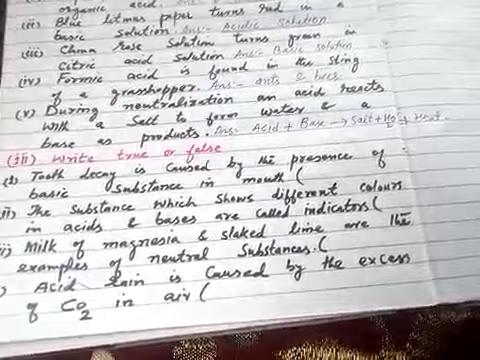 organic acid.
(ii) Blue litmus paper turns red in a
basic solution. Ans:- Acidic solution
(iii) China rose solution turns green in
citric acid solution Ans:- Basic solution
(iv) Formic acid is found in the sting
of a grasshopper. Ans:- ants & bees.
(v) During neutralization an acid reacts
with a Salt to form water & a
base as products. Ans:- Acid + Base → Salt + H2O + Heat.
(iii) write true or false
(i) Tooth decay is caused by the presence of
basic substance in mouth (
ii) The substance which shows different colours
in acids & bases are called indicators (
i) Milk of magnesia & slaked lime are the
examples of neutral substances. (
) Acid Rain is caused by the excess
of CO2 in air (